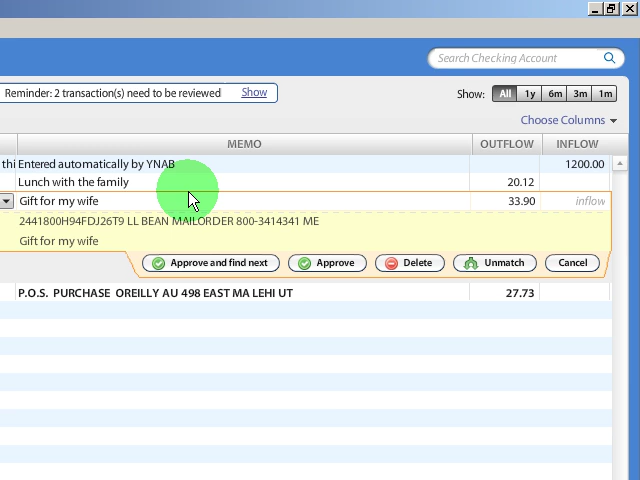 Search Checking Account
Reminder: 2 transaction(s) need to be reviewed Show
Show: All 1y 6m 3m 1m
Choose Columns
MEMO OUTFLOW INFLOW
thi Entered automatically by YNAB 1200.00
Lunch with the family 20.12
Gift for my wife 33.90 inflow
2441800H94FDJ26T9 LL BEAN MAILORDER 800-3414341 ME
Gift for my wife
Approve and find next Approve Delete Unmatch Cancel
P.O.S. PURCHASE OREILLY AU 498 EAST MA LEHI UT 27.73